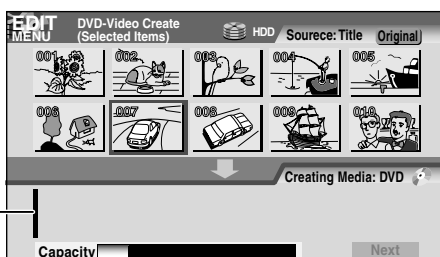 EDIT MENU
DVD-Video Create
(Selected Items)
HDD
Sourece: Title
Original
001 002 003 004 005
006 007 008 009 010
Creating Media: DVD
Capacity
Next